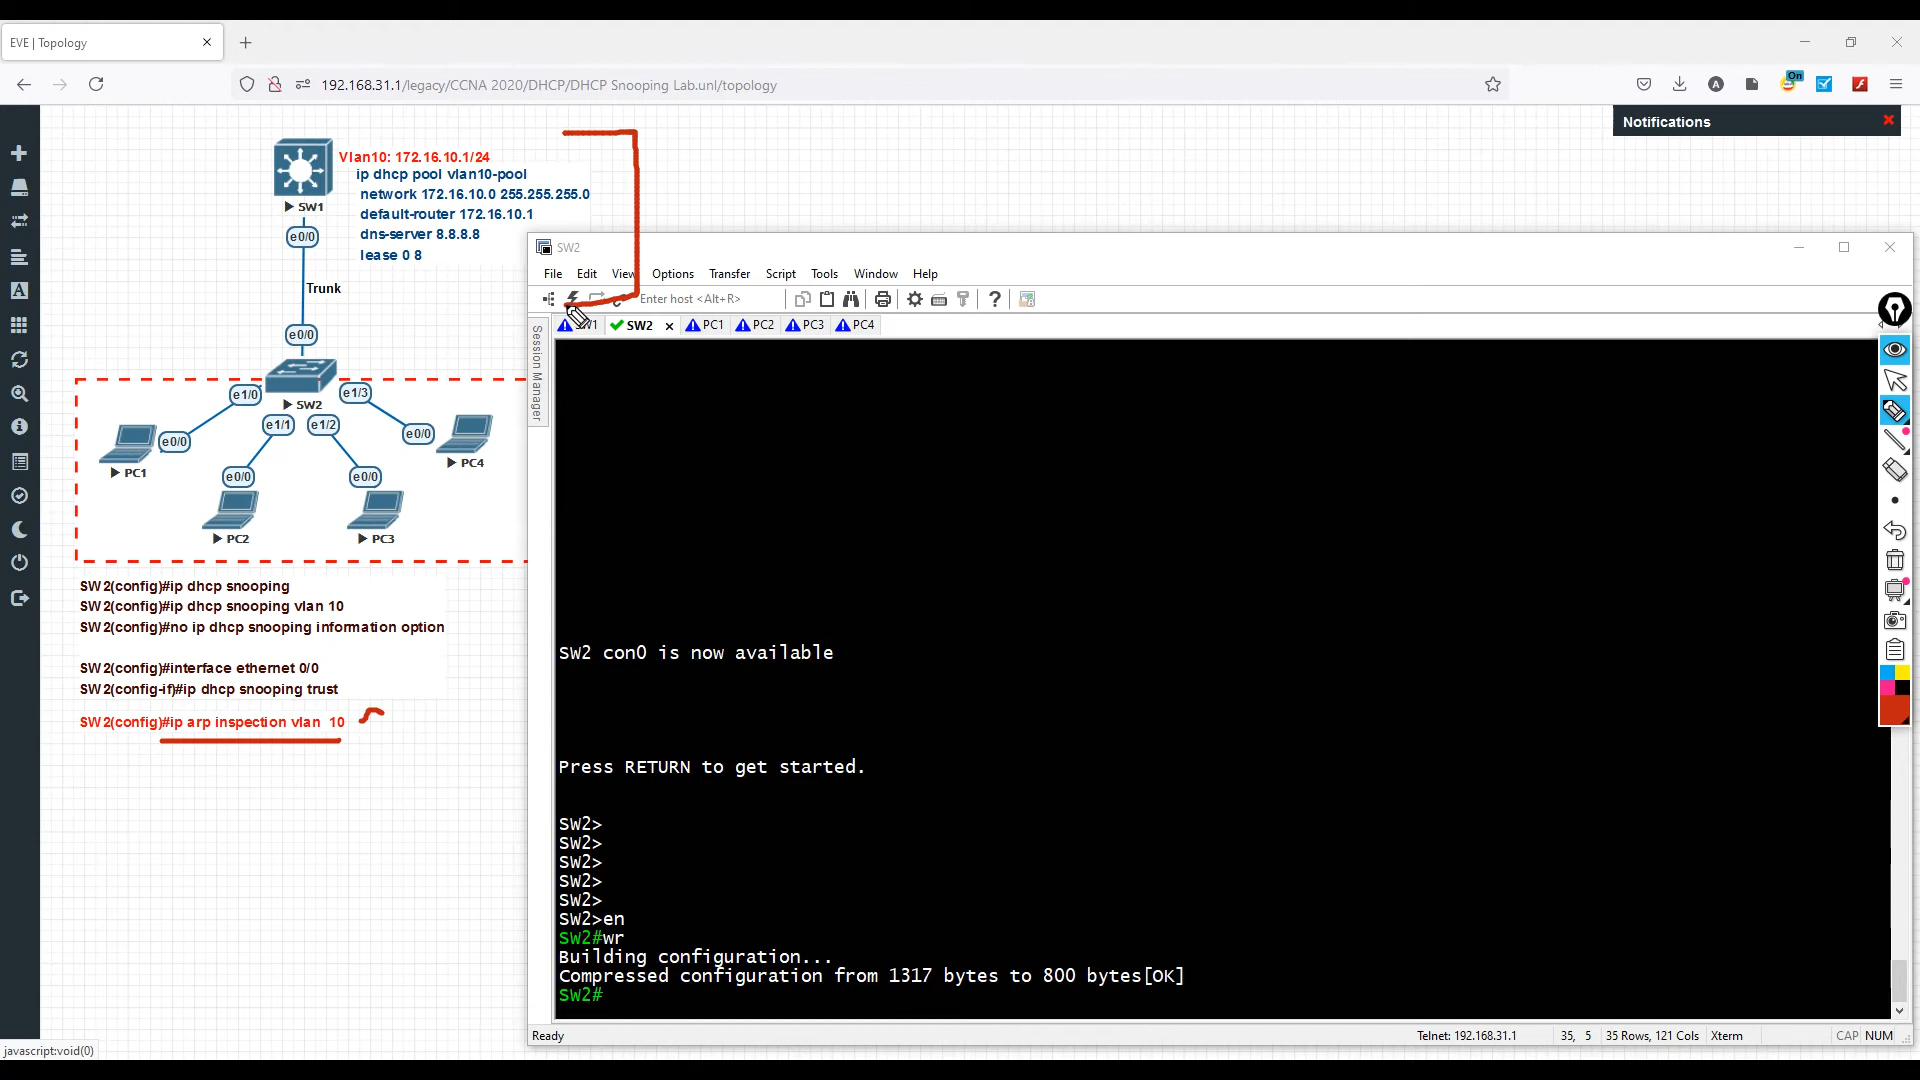 EVE | Topology
192.168.31.1/legacy/CCNA 2020/DHCP/DHCP Snooping Lab.unl/topology
On
Notifications
Vlan10: 172.16.10.1/24
ip dhcp pool vlan10-pool
network 172.16.10.0 255.255.255.0
default-router 172.16.10.1
dns-server 8.8.8.8
lease 0 8
SW1
e0/0
Trunk
e0/0
SW2
e1/0
e1/3
e1/1
e1/2
e0/0
e0/0
PC1
PC4
e0/0
e0/0
PC2
PC3
SW2(config)#ip dhcp snooping
SW2(config)#ip dhcp snooping vlan 10
SW2(config)#no ip dhcp snooping information option
SW2(config)#interface ethernet 0/0
SW2(config-if)#ip dhcp snooping trust
SW2(config)#ip arp inspection vlan  10
javascript:void(0)
SW2
File Edit View Options Transfer Script Tools Window Help
Enter host <Alt+R>
SW2 PC1 PC2 PC3 PC4
Session Manager
SW2 con0 is now available
Press RETURN to get started.
SW2>
SW2>
SW2>
SW2>
SW2>
SW2>en
SW2#wr
Building configuration...
Compressed configuration from 1317 bytes to 800 bytes[OK]
SW2#
Ready
Telnet: 192.168.31.1 35, 5 35 Rows, 121 Cols Xterm CAP NUM